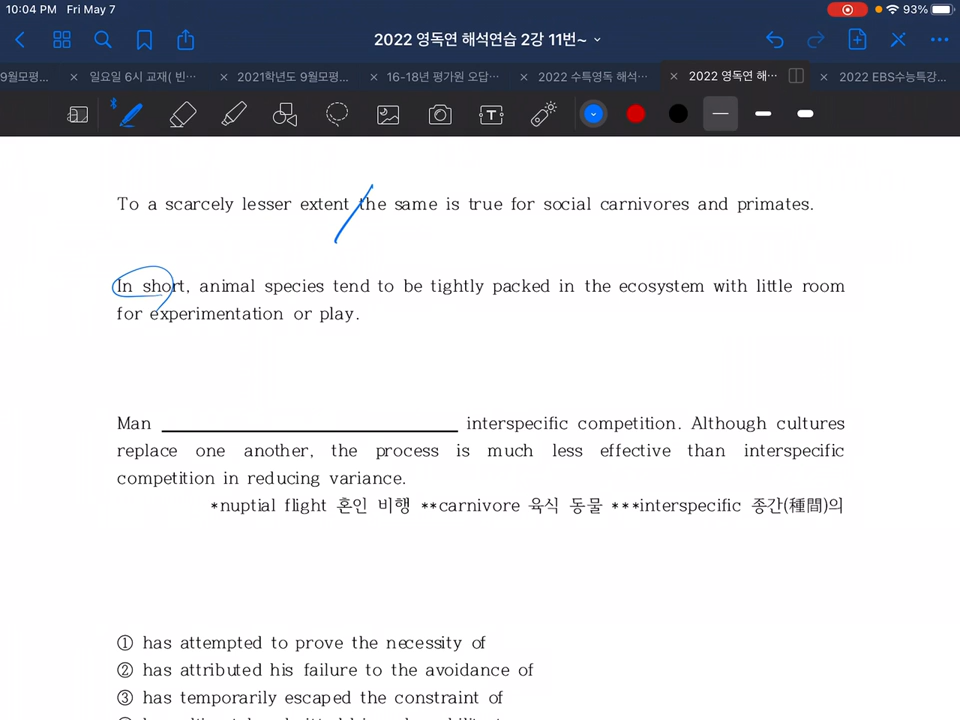 10:04 PM Fri May 7
93%
2022 영독연 해석연습 2강 11번~
9월모평...
일요일 6시 교재( 빈...
2021학년도 9월모평...
16-18년 평가원 오답...
2022 수특영독 해석...
2022 영독연 해...
2022 EBS수능특강...
T
To a scarcely lesser extent the same is true for social carnivores and primates.
In short, animal species tend to be tightly packed in the ecosystem with little room
for experimentation or play.
Man ____________________ interspecific competition. Although cultures
replace one another, the process is much less effective than interspecific
competition in reducing variance.
*nuptial flight 혼인 비행 **carnivore 육식 동물 ***interspecific 종간(種間)의
① has attempted to prove the necessity of
② has attributed his failure to the avoidance of
③ has temporarily escaped the constraint of